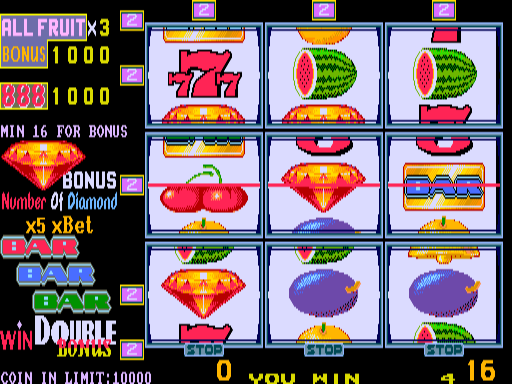 2 2 2
ALL FRUIT x3 2
BONUS 1000
2
888 1000
777
MIN 16 FOR BONUS
BONUS 2
Number Of Diamond
BAR
x5 xBet
BAR
BAR
2
BAR
WIN DOUBLE
BONUS 2
STOP STOP STOP
COIN IN LIMIT:10000 0 YOU WIN 4 16